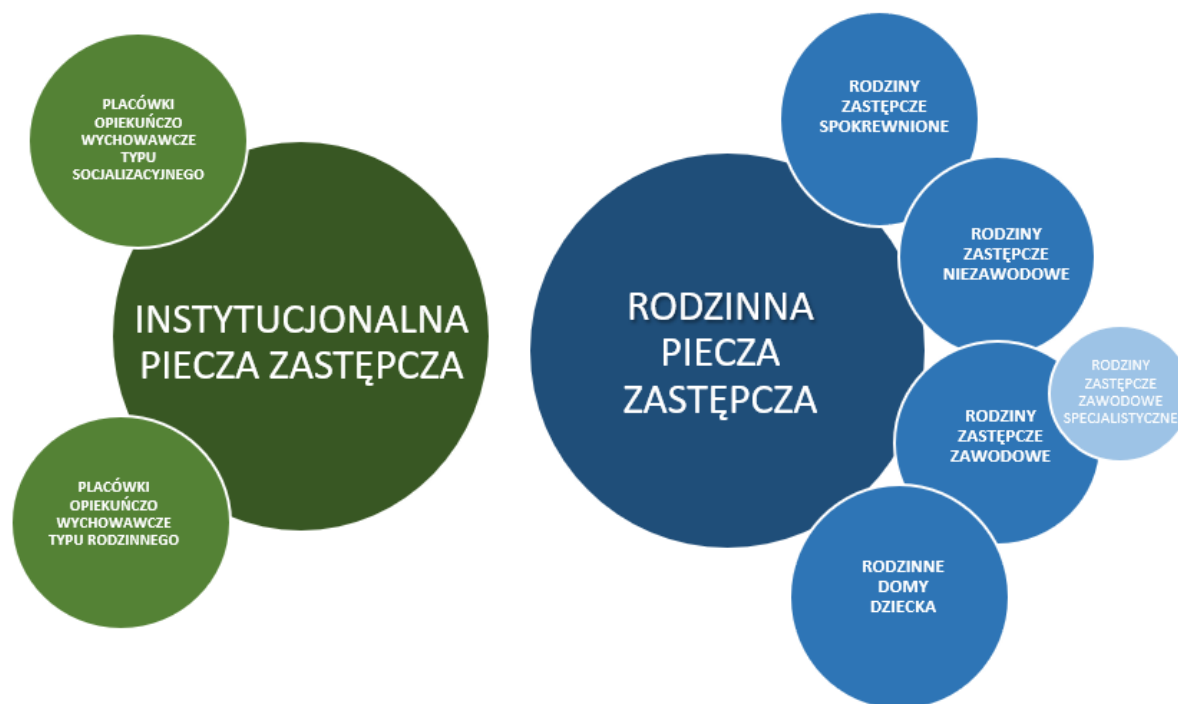 PLACÓWKI
OPIEKUŃCZO
WYCHOWAWCZE
TYPU
SOCJALIZACYJNEGO
INSTYTUCJONALNA
PIECZA ZASTĘPCZA
PLACÓWKI
OPIEKUŃCZO
WYCHOWAWCZE
TYPU RODZINNEGO
RODZINNA
PIECZA
ZASTĘPCZA
RODZINY
ZASTĘPCZE
SPOKREWNIONE
RODZINY
ZASTĘPCZE
NIEZAWODOWE
RODZINY
ZASTĘPCZE
ZAWODOWE
RODZINY
ZASTĘPCZE
ZAWODOWE
SPECJALISTYCZNE
RODZINNE
DOMY
DZIECKA